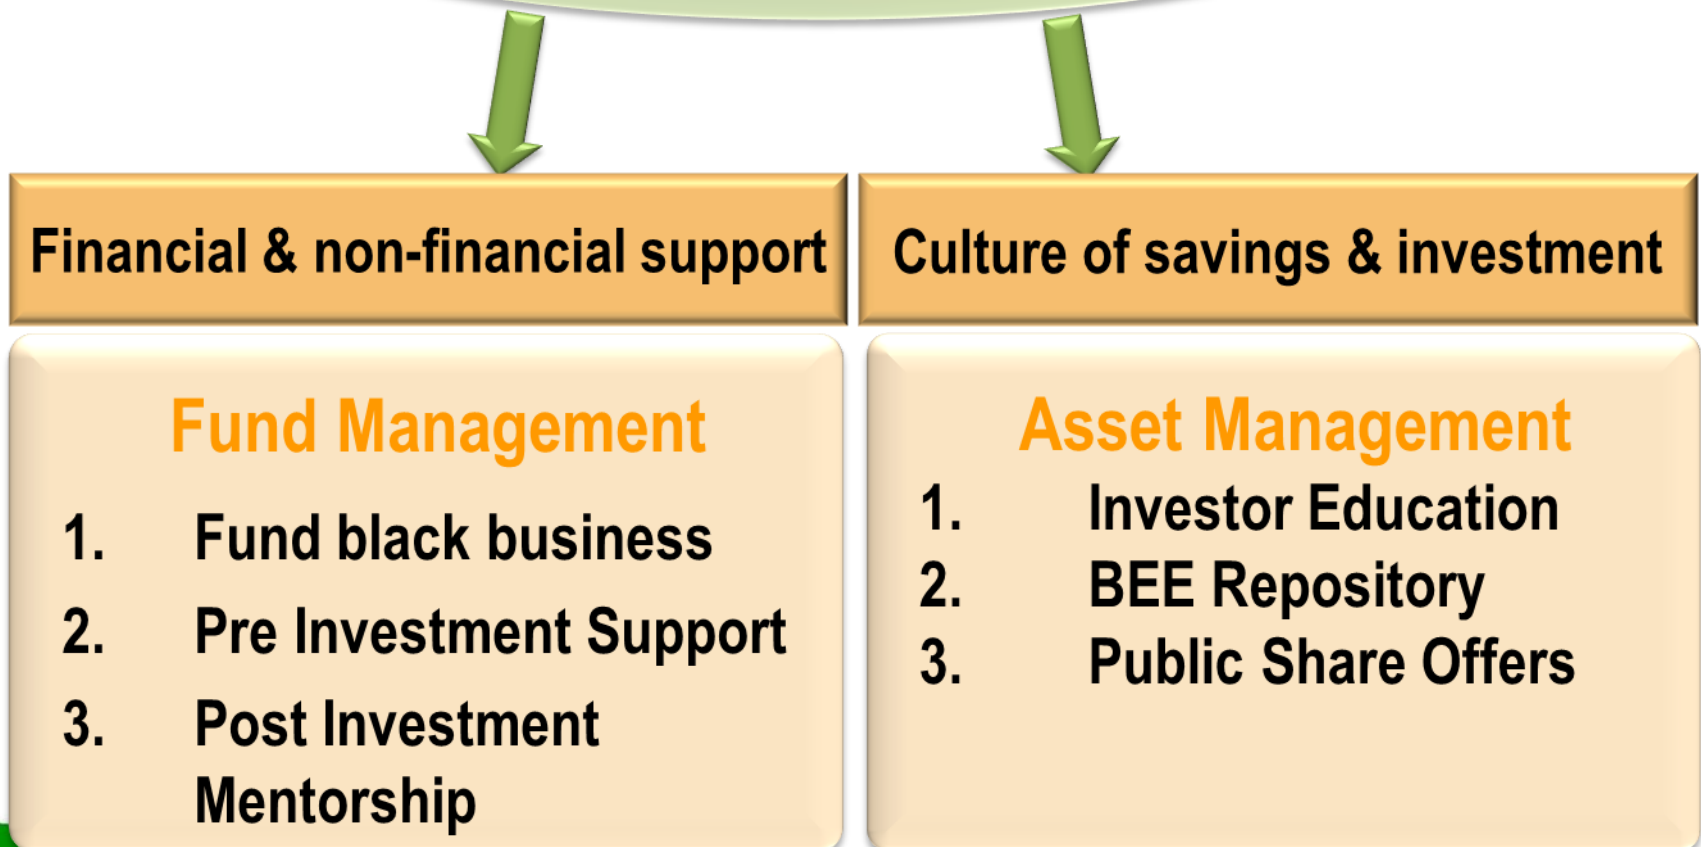 Financial & non-financial support
Culture of savings & investment
Fund Management
1. Fund black business
2. Pre Investment Support
3. Post Investment
Mentorship
Asset Management
1. Investor Education
2. BEE Repository
3. Public Share Offers